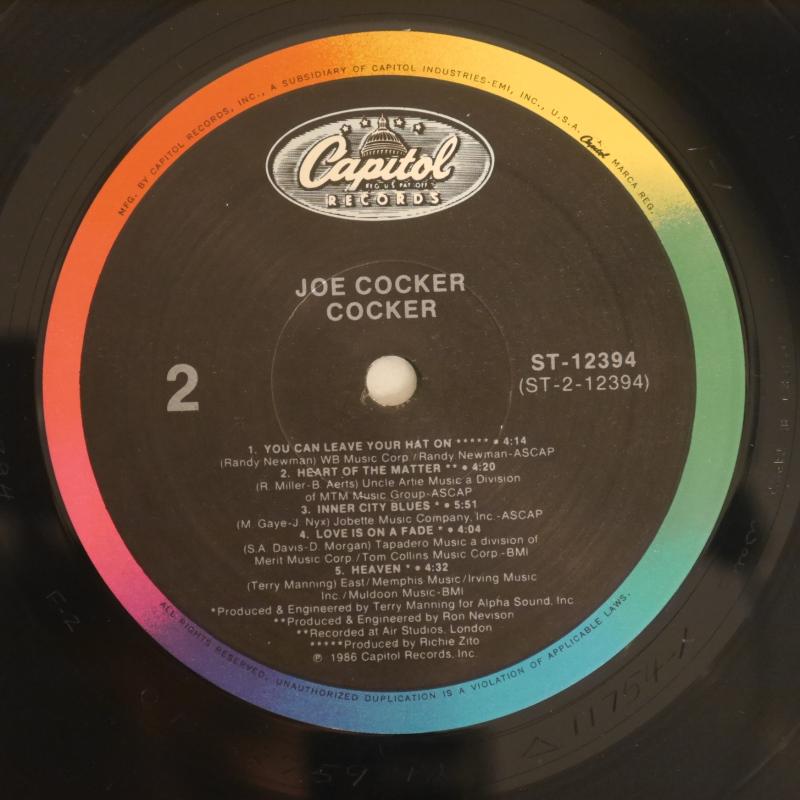 MFG. BY CAPITOL RECORDS, INC., A SUBSIDIARY OF CAPITOL INDUSTRIES-EMI, INC., U.S.A. Capitol MARCA REG.
Capitol
REG. U.S. PAT. OFF.
RECORDS
JOE COCKER
COCKER
2
ST-12394
(ST-2-12394)
1. YOU CAN LEAVE YOUR HAT ON ***** • 4:14
(Randy Newman) WB Music Corp./Randy Newman-ASCAP
2. HEART OF THE MATTER ** • 4:20
(R. Miller-B. Aerts) Uncle Artie Music a Division
of MTM Music Group-ASCAP
3. INNER CITY BLUES * • 5:51
(M. Gaye-J. Nyx) Jobette Music Company, Inc.-ASCAP
4. LOVE IS ON A FADE * • 4:04
(S.A. Davis-D. Morgan) Tapadero Music a division of
Merit Music Corp./Tom Collins Music Corp.-BMI
5. HEAVEN * • 4:32
(Terry Manning) East/Memphis Music/Irving Music
Inc./Muldoon Music-BMI
*Produced & Engineered by Terry Manning for Alpha Sound, Inc
**Produced & Engineered by Ron Nevison
**Recorded at Air Studios, London
*****Produced by Richie Zito
℗ 1986 Capitol Records, Inc.
ALL RIGHTS RESERVED. UNAUTHORIZED DUPLICATION IS A VIOLATION OF APPLICABLE LAWS.
F-2